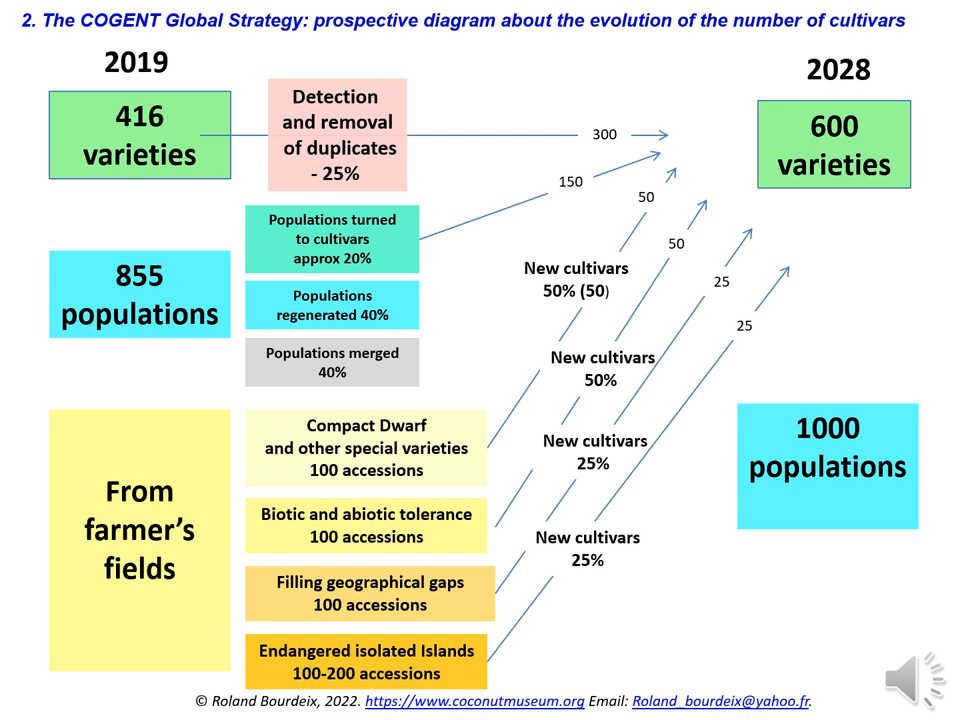 2. The COGENT Global Strategy: prospective diagram about the evolution of the number of cultivars
2019
2028
416
varieties
Detection
and removal
of duplicates
- 25%
300
600
varieties
150
50
Populations turned
to cultivars
approx 20%
50
855
populations
New cultivars
50% (50)
25
Populations
regenerated 40%
25
Populations merged
40%
New cultivars
50%
Compact Dwarf
and other special varieties
100 accessions
New cultivars
25%
1000
populations
From
farmer’s
fields
Biotic and abiotic tolerance
100 accessions
New cultivars
25%
Filling geographical gaps
100 accessions
Endangered isolated Islands
100-200 accessions
© Roland Bourdeix, 2022. https://www.coconutmuseum.org Email: Roland_bourdeix@yahoo.fr.